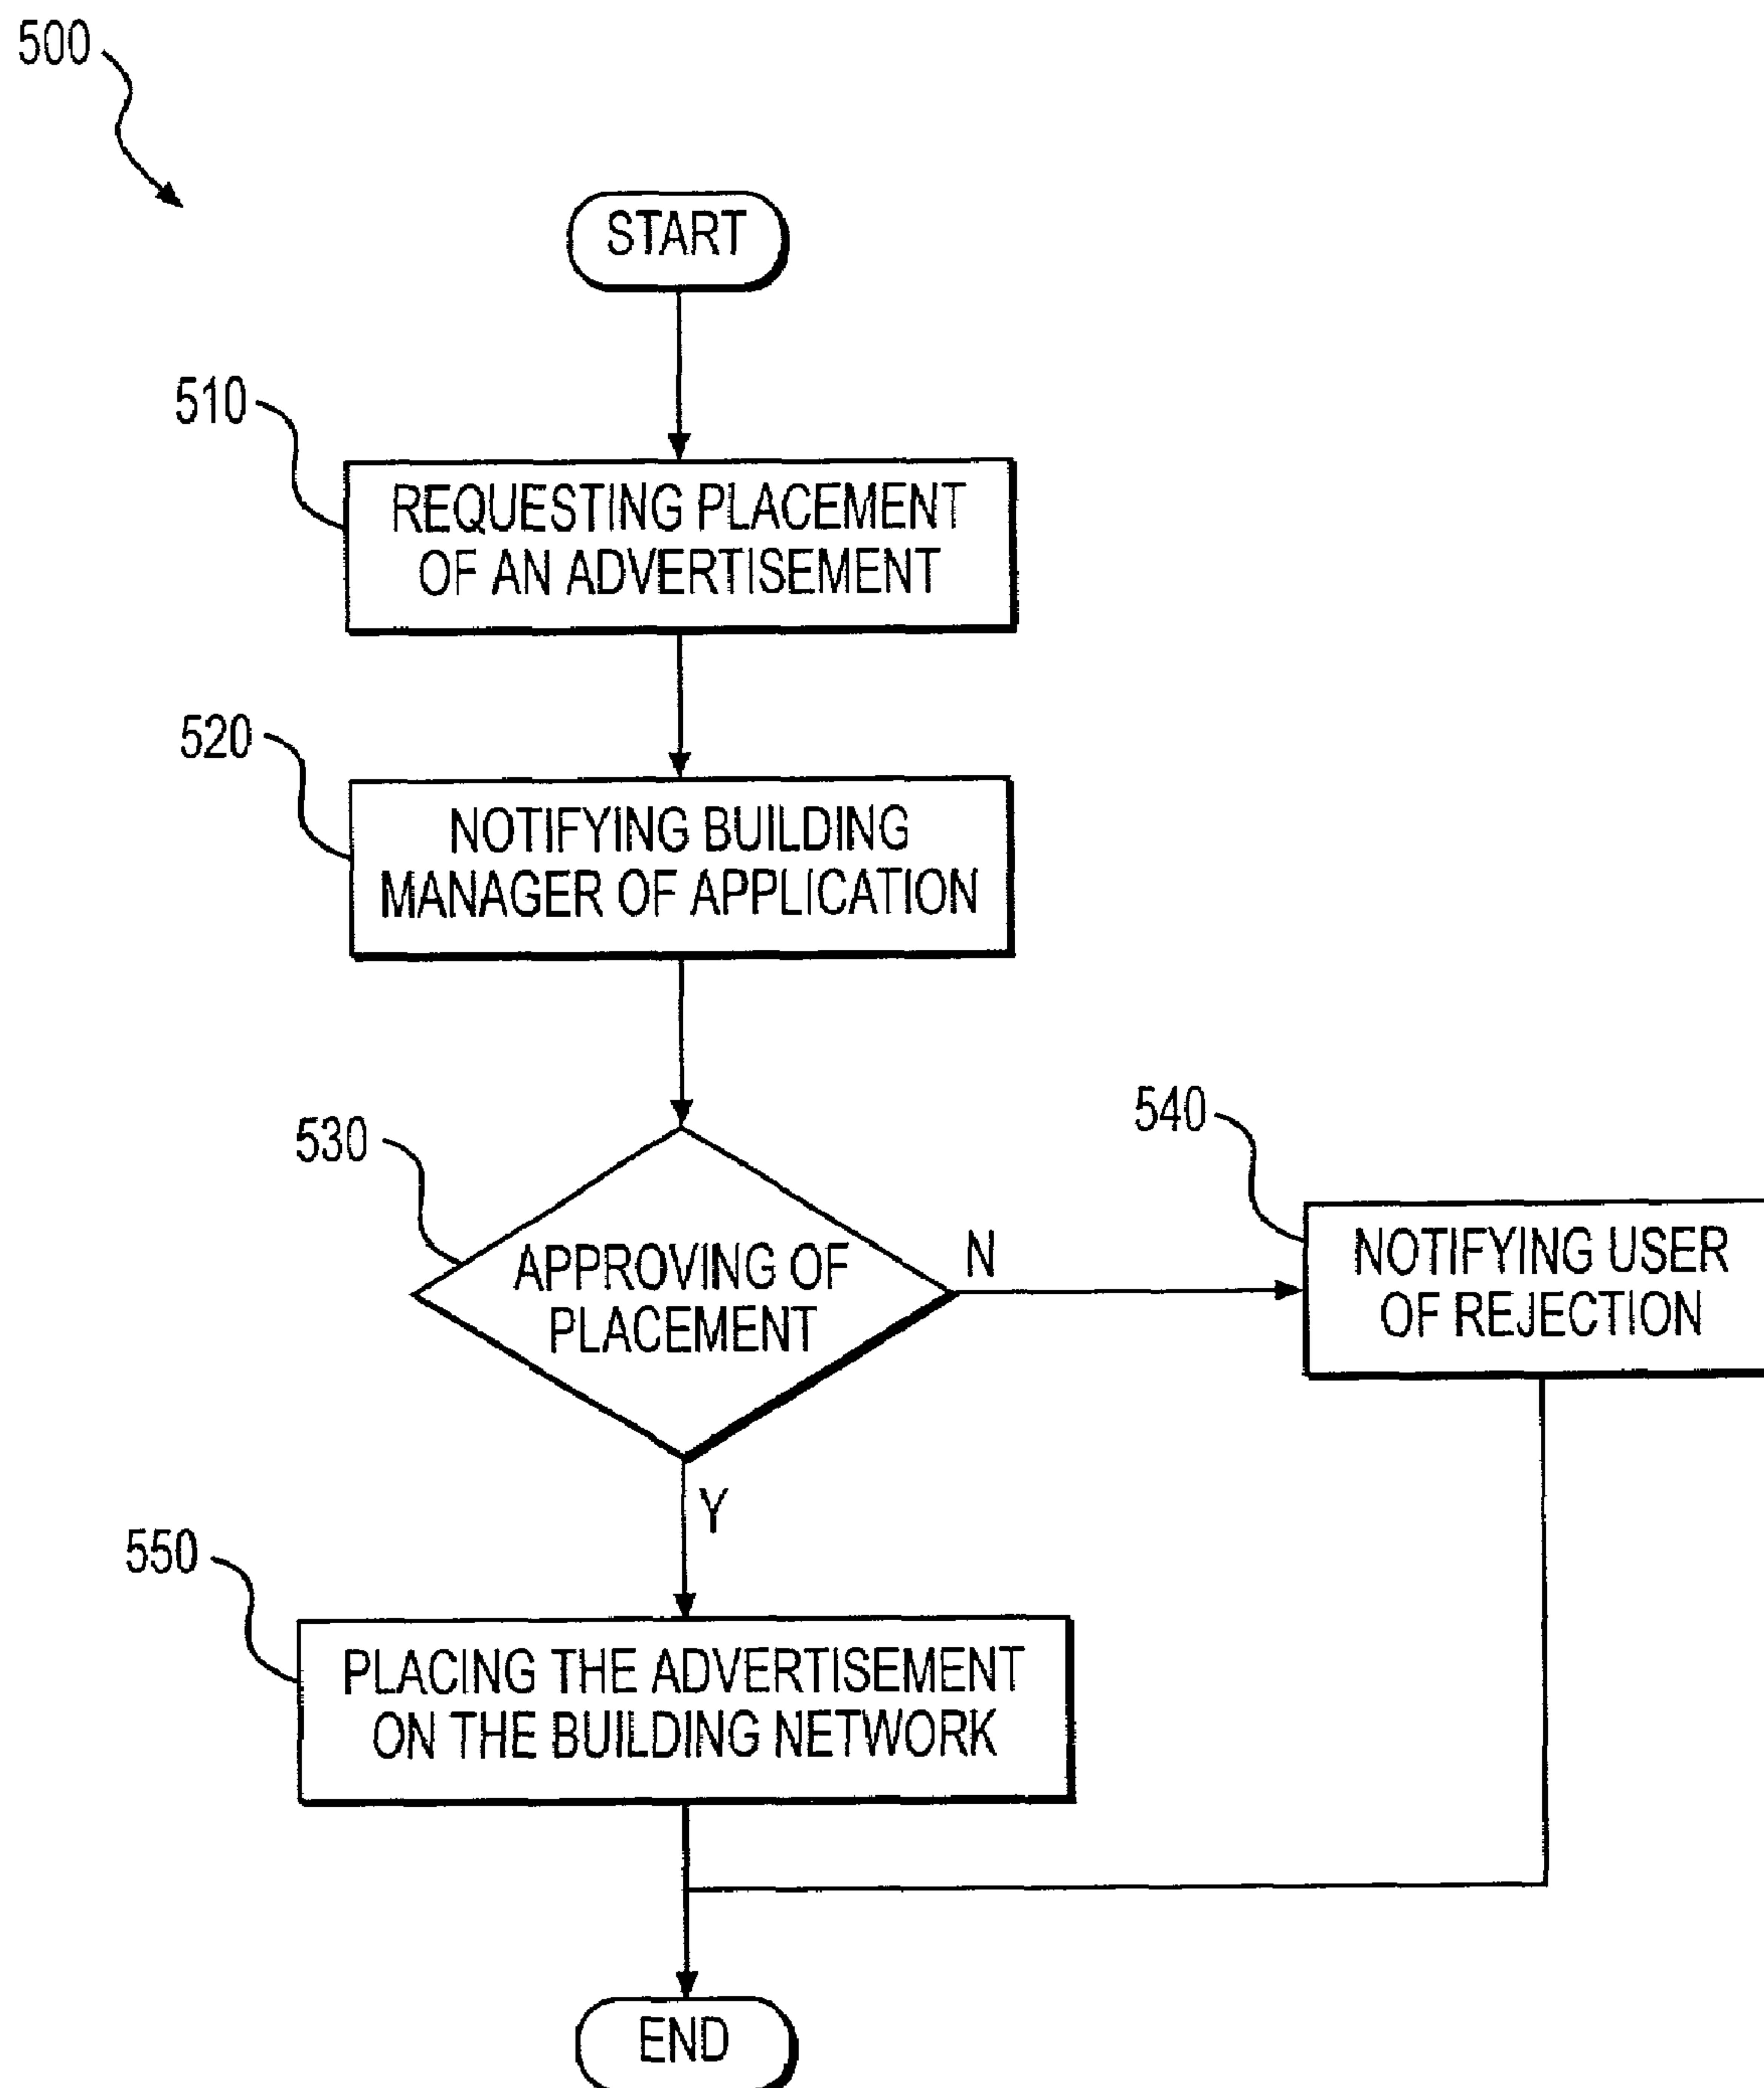 500
START
510
REQUESTING PLACEMENT
OF AN ADVERTISEMENT
520
NOTIFYING BUILDING
MANAGER OF APPLICATION
530
APPROVING OF
PLACEMENT
N
540
NOTIFYING USER
OF REJECTION
Y
550
PLACING THE ADVERTISEMENT
ON THE BUILDING NETWORK
END